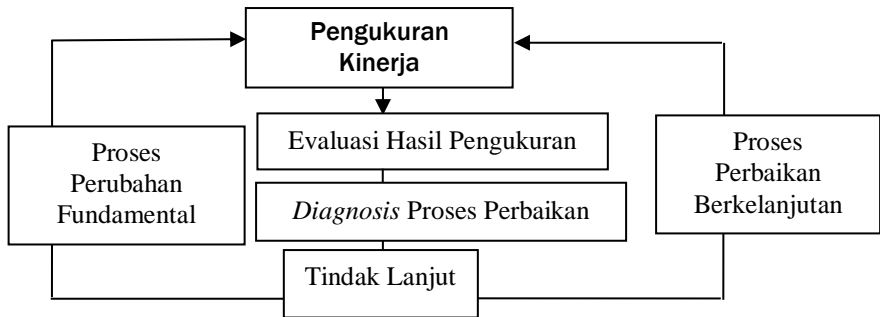 Pengukuran
Kinerja
Evaluasi Hasil Pengukuran
Proses
Perubahan
Fundamental
Proses
Perbaikan
Berkelanjutan
Diagnosis Proses Perbaikan
Tindak Lanjut